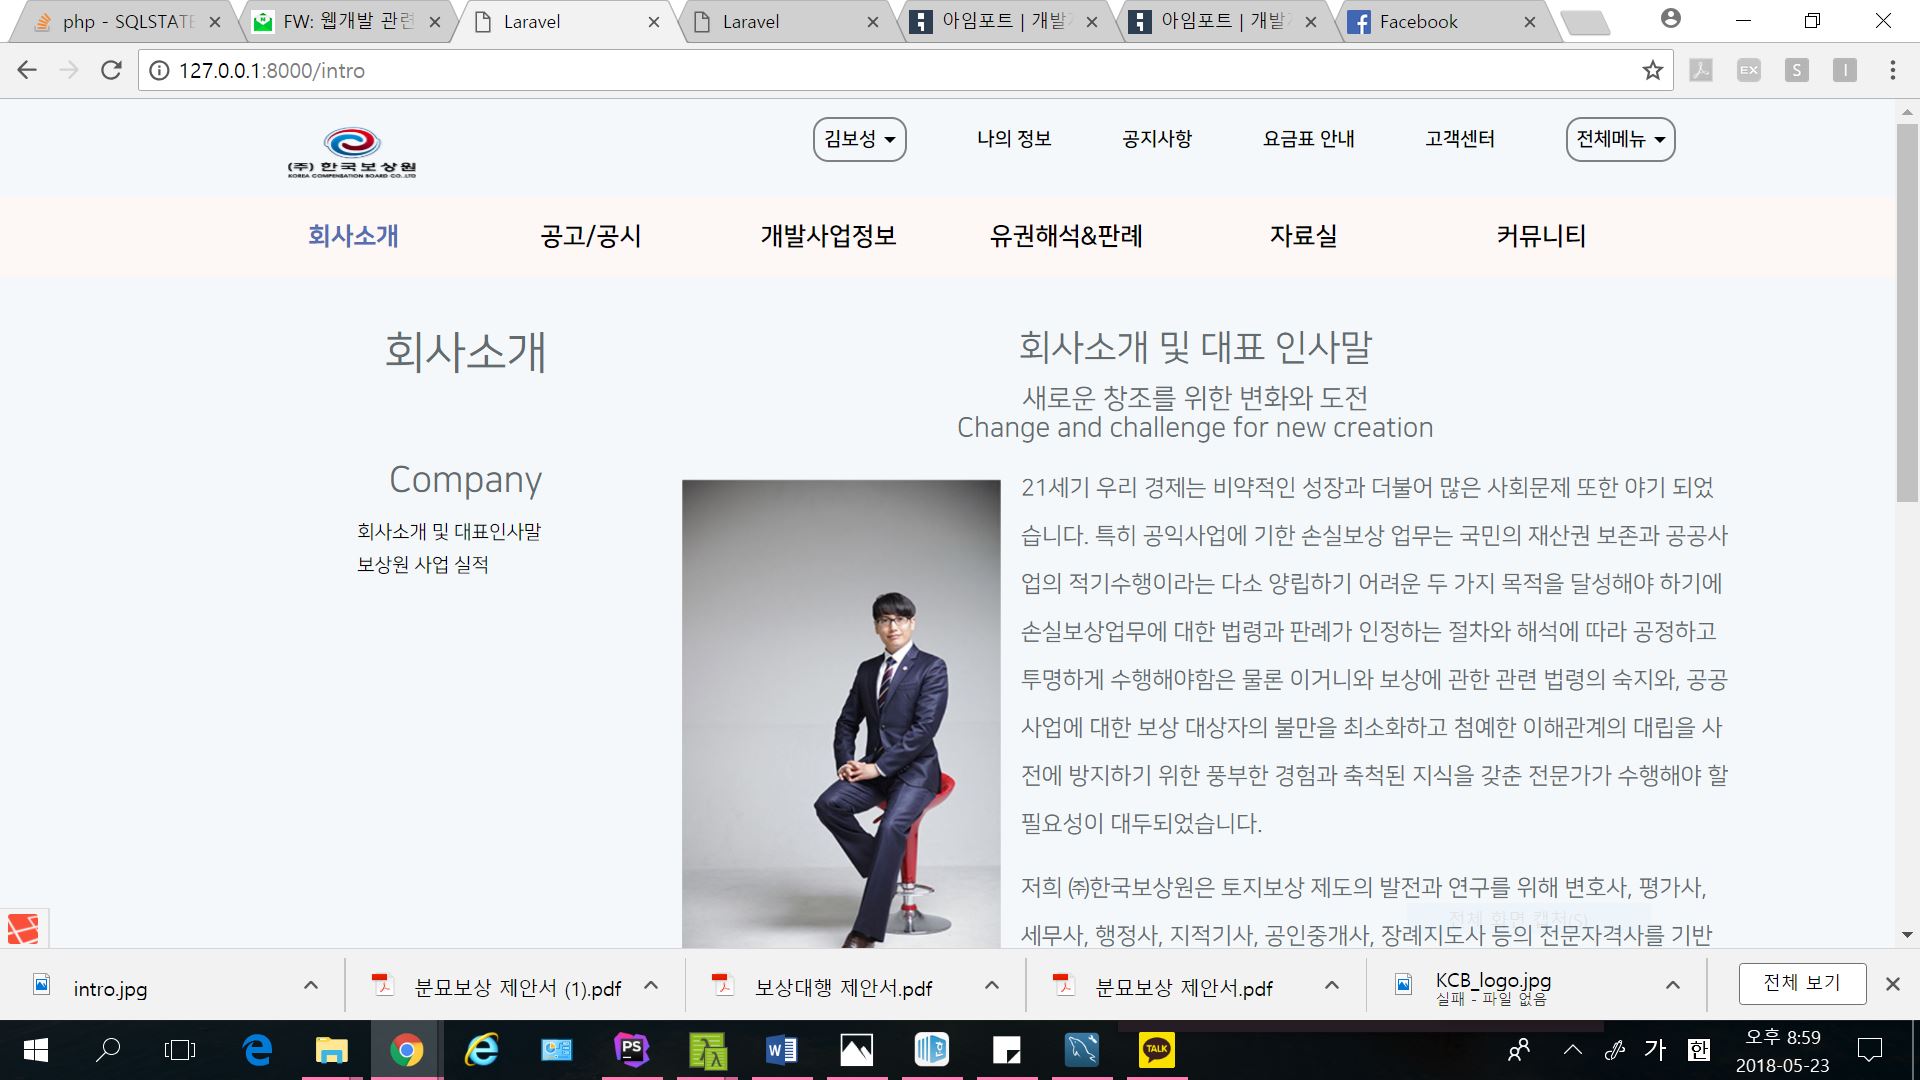 php - SQLSTATE
FW: 웹개발 관련
Laravel
Laravel
아임포트 | 개발
아임포트 | 개발
Facebook
127.0.0.1:8000/intro
EX
S
I
(주) 한국보상원
KOREA COMPENSATION BOARD CO.,LTD
김보성
나의 정보
공지사항
요금표 안내
고객센터
전체메뉴
회사소개
공고/공시
개발사업정보
유권해석&판례
자료실
커뮤니티
회사소개
Company
회사소개 및 대표인사말
보상원 사업 실적
회사소개 및 대표 인사말
새로운 창조를 위한 변화와 도전
Change and challenge for new creation
21세기 우리 경제는 비약적인 성장과 더불어 많은 사회문제 또한 야기 되었
습니다. 특히 공익사업에 기한 손실보상 업무는 국민의 재산권 보존과 공공사
업의 적기수행이라는 다소 양립하기 어려운 두 가지 목적을 달성해야 하기에
손실보상업무에 대한 법령과 판례가 인정하는 절차와 해석에 따라 공정하고
투명하게 수행해야함은 물론 이거니와 보상에 관한 관련 법령의 숙지와, 공공
사업에 대한 보상 대상자의 불만을 최소화하고 첨예한 이해관계의 대립을 사
전에 방지하기 위한 풍부한 경험과 축척된 지식을 갖춘 전문가가 수행해야 할
필요성이 대두되었습니다.
저희 ㈜한국보상원은 토지보상 제도의 발전과 연구를 위해 변호사, 평가사,
전체 화면 캡처(S)
세무사, 행정사, 지적기사, 공인중개사, 장례지도사 등의 전문자격사를 기반
intro.jpg
분묘보상 제안서 (1).pdf
보상대행 제안서.pdf
분묘보상 제안서.pdf
KCB_logo.jpg
실패 - 파일 없음
전체 보기
PS
TALK
가
한
오후 8:59
2018-05-23